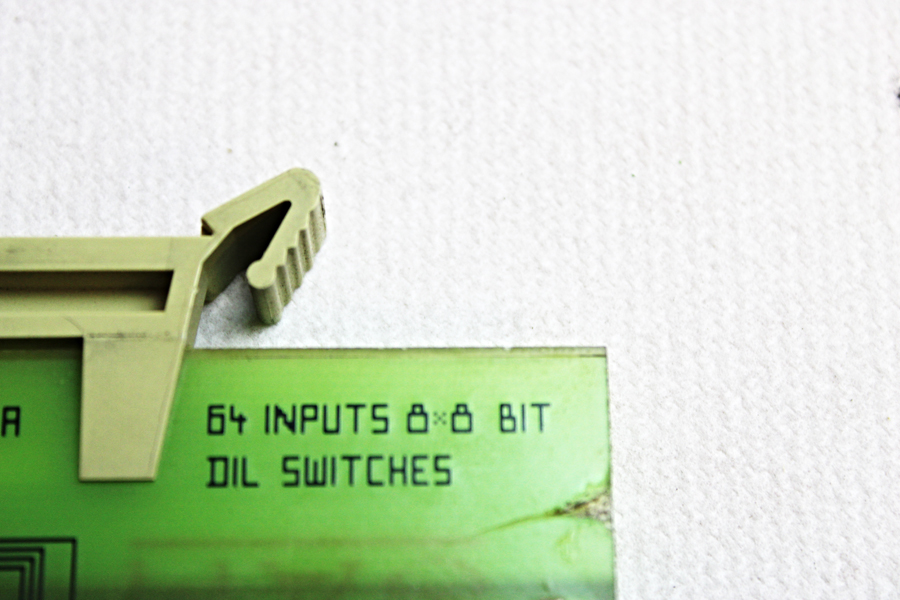 A 64 INPUTS 8×8 BIT
DIL SWITCHES